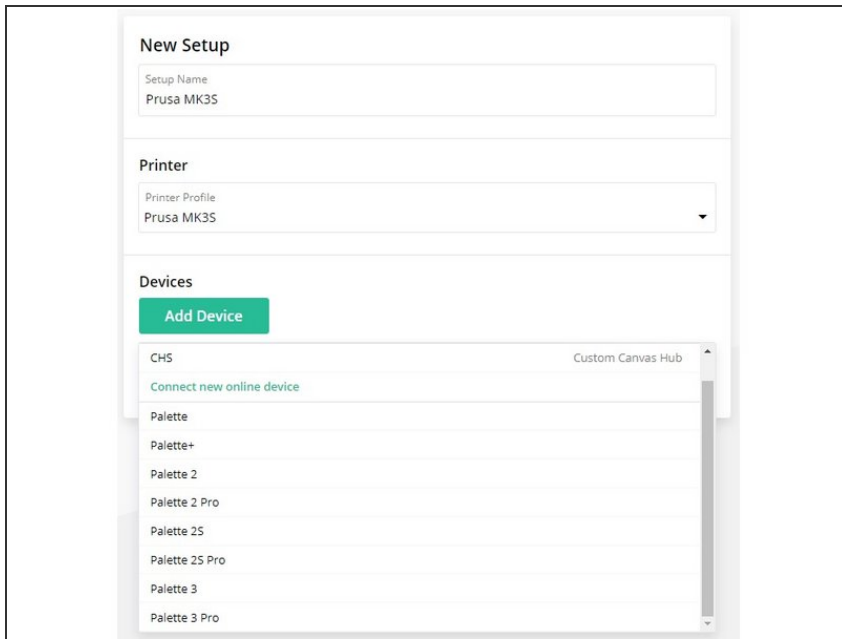 New Setup
Setup Name
Prusa MK3S
Printer
Printer Profile
Prusa MK3S
Devices
Add Device
CHS Custom Canvas Hub
Connect new online device
Palette
Palette+
Palette 2
Palette 2 Pro
Palette 2S
Palette 2S Pro
Palette 3
Palette 3 Pro